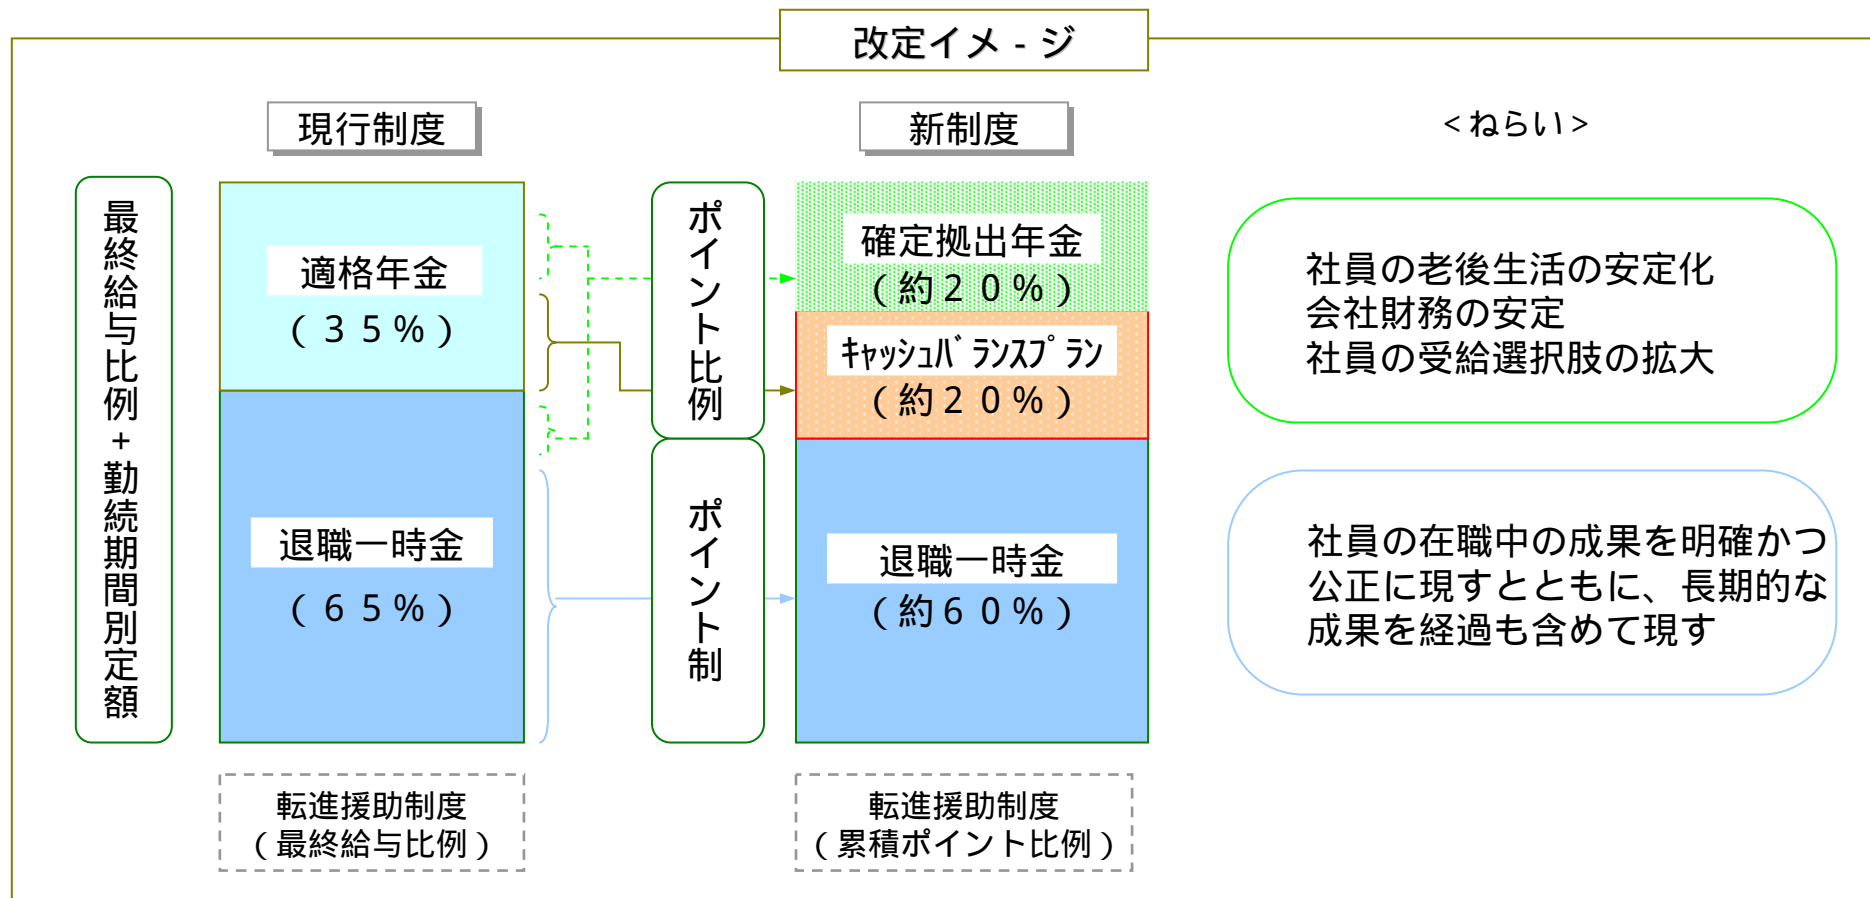 改定イメ-ジ
現行制度
新制度
<ねらい>
最終給与比例+勤続期間別定額
適格年金
(35%)
退職一時金
(65%)
ポイント比例
ポイント制
確定拠出年金
(約20%)
ｷｬｯｼｭﾊﾞﾗﾝｽﾌﾟﾗﾝ
(約20%)
退職一時金
(約60%)
社員の老後生活の安定化
会社財務の安定
社員の受給選択肢の拡大
社員の在職中の成果を明確かつ
公正に現すとともに、長期的な
成果を経過も含めて現す
転進援助制度
(最終給与比例)
転進援助制度
(累積ポイント比例)